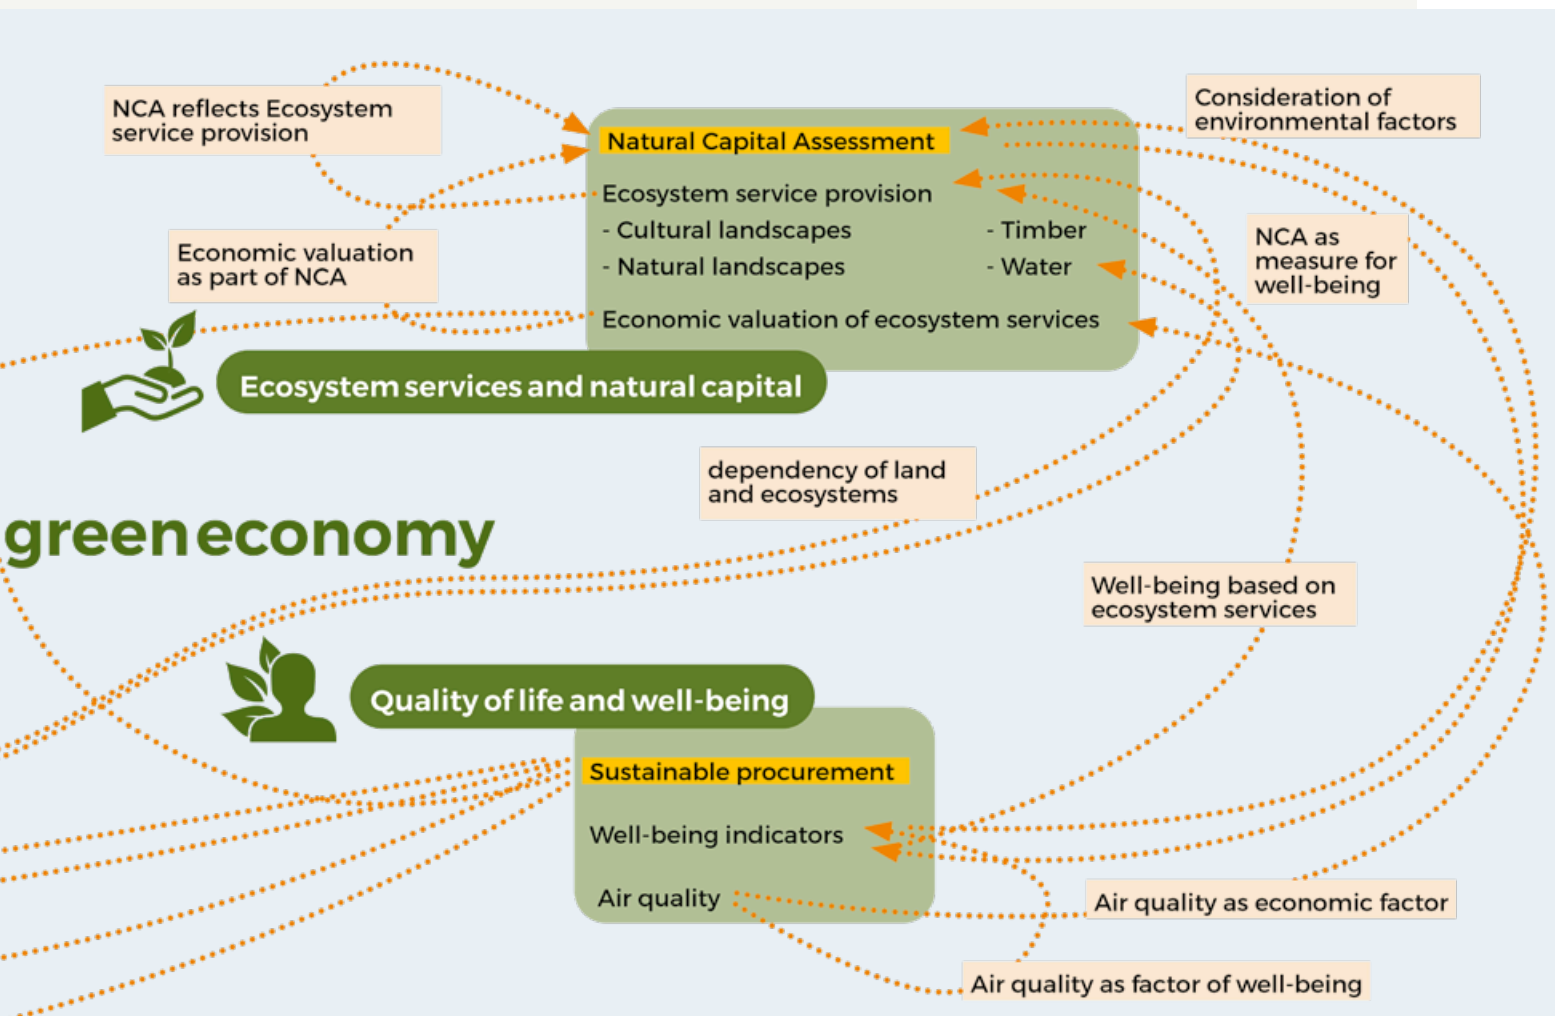 NCA reflects Ecosystem
service provision
Consideration of
environmental factors
Natural Capital Assessment
Ecosystem service provision
- Cultural landscapes
- Timber
- Natural landscapes
- Water
Economic valuation of ecosystem services
Economic valuation
as part of NCA
NCA as
measure for
well-being
Ecosystem services and natural capital
dependency of land
and ecosystems
green economy
Well-being based on
ecosystem services
Quality of life and well-being
Sustainable procurement
Well-being indicators
Air quality
Air quality as economic factor
Air quality as factor of well-being